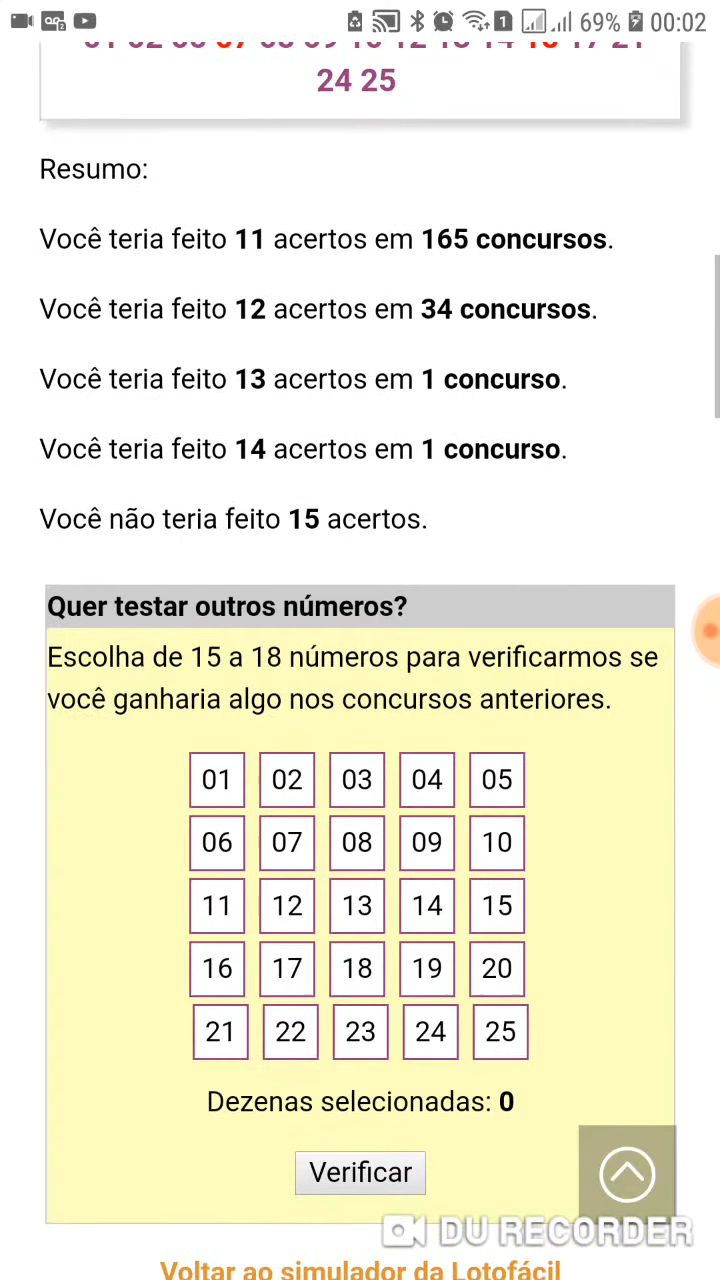 69% 00:02
24 25
Resumo:
Você teria feito 11 acertos em 165 concursos.
Você teria feito 12 acertos em 34 concursos.
Você teria feito 13 acertos em 1 concurso.
Você teria feito 14 acertos em 1 concurso.
Você não teria feito 15 acertos.
Quer testar outros números?
Escolha de 15 a 18 números para verificarmos se
você ganharia algo nos concursos anteriores.
01 02 03 04 05
06 07 08 09 10
11 12 13 14 15
16 17 18 19 20
21 22 23 24 25
Dezenas selecionadas: 0
Verificar
DU RECORDER
Voltar ao simulador da Lotofácil